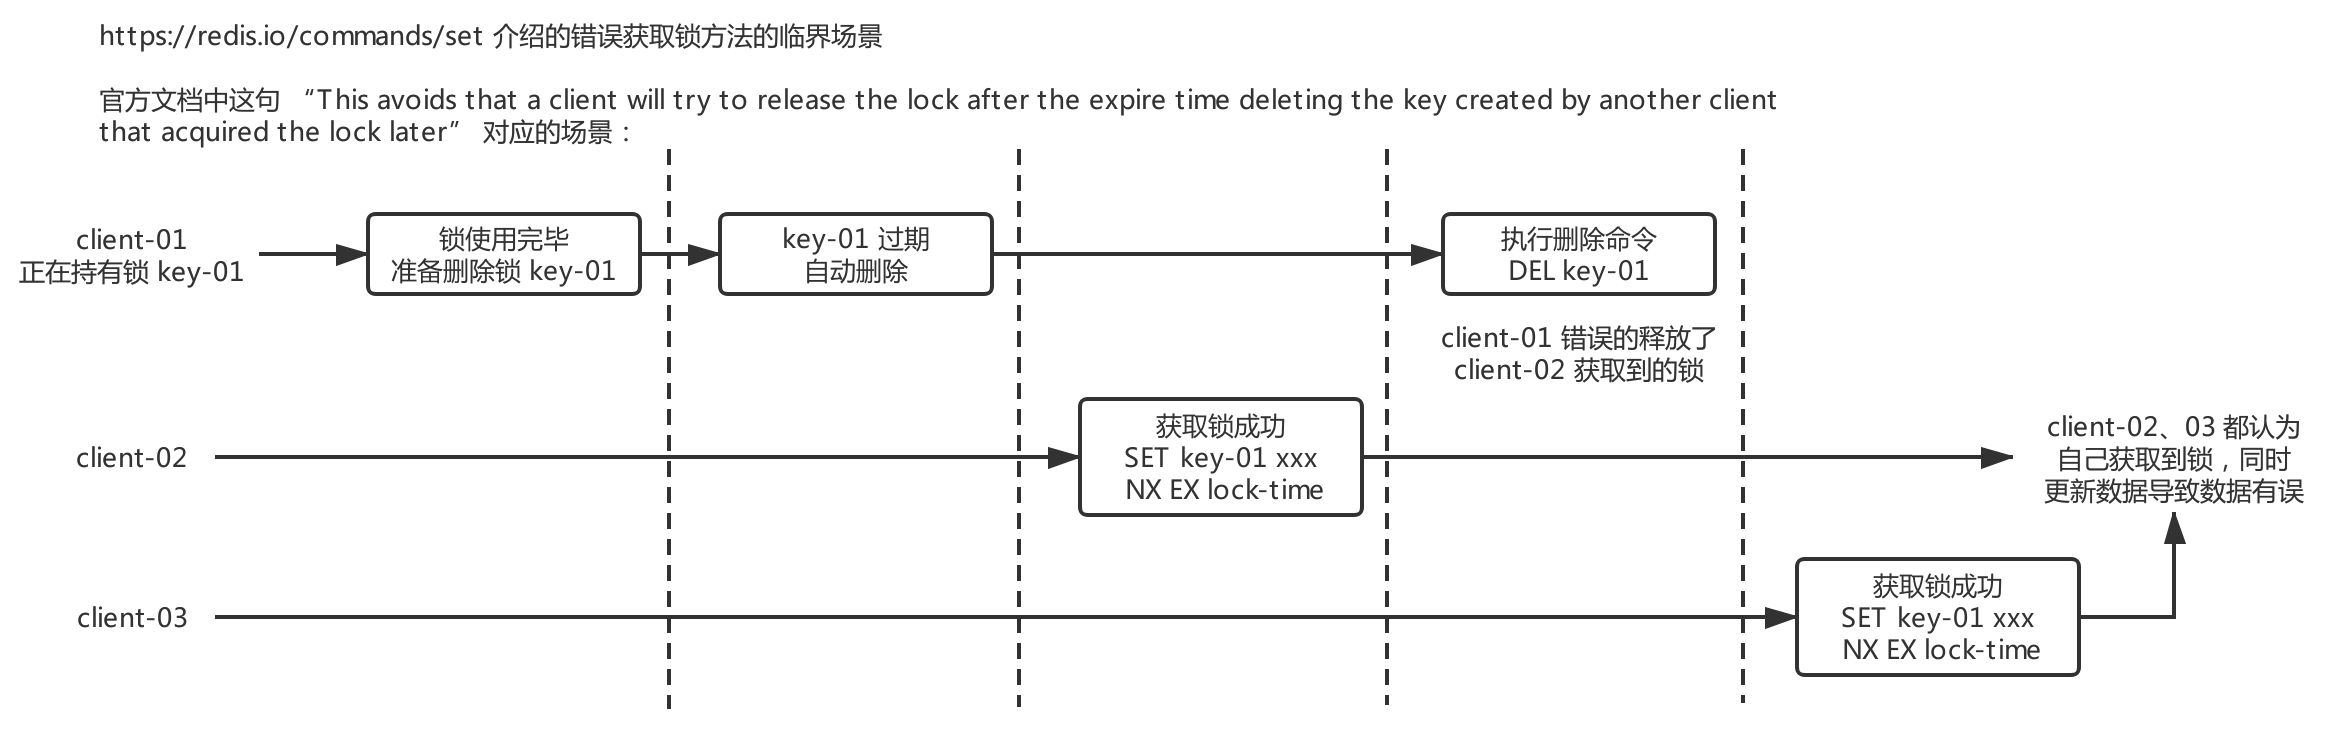 https://redis.io/commands/set 介绍的错误获取锁方法的临界场景
官方文档中这句 “This avoids that a client will try to release the lock after the expire time deleting the key created by another client
that acquired the lock later” 对应的场景：
client-01
正在持有锁 key-01
锁使用完毕
准备删除锁 key-01
key-01 过期
自动删除
执行删除命令
DEL key-01
client-01 错误的释放了
client-02 获取到的锁
client-02
获取锁成功
SET key-01 xxx
NX EX lock-time
client-02、03 都认为
自己获取到锁，同时
更新数据导致数据有误
client-03
获取锁成功
SET key-01 xxx
NX EX lock-time